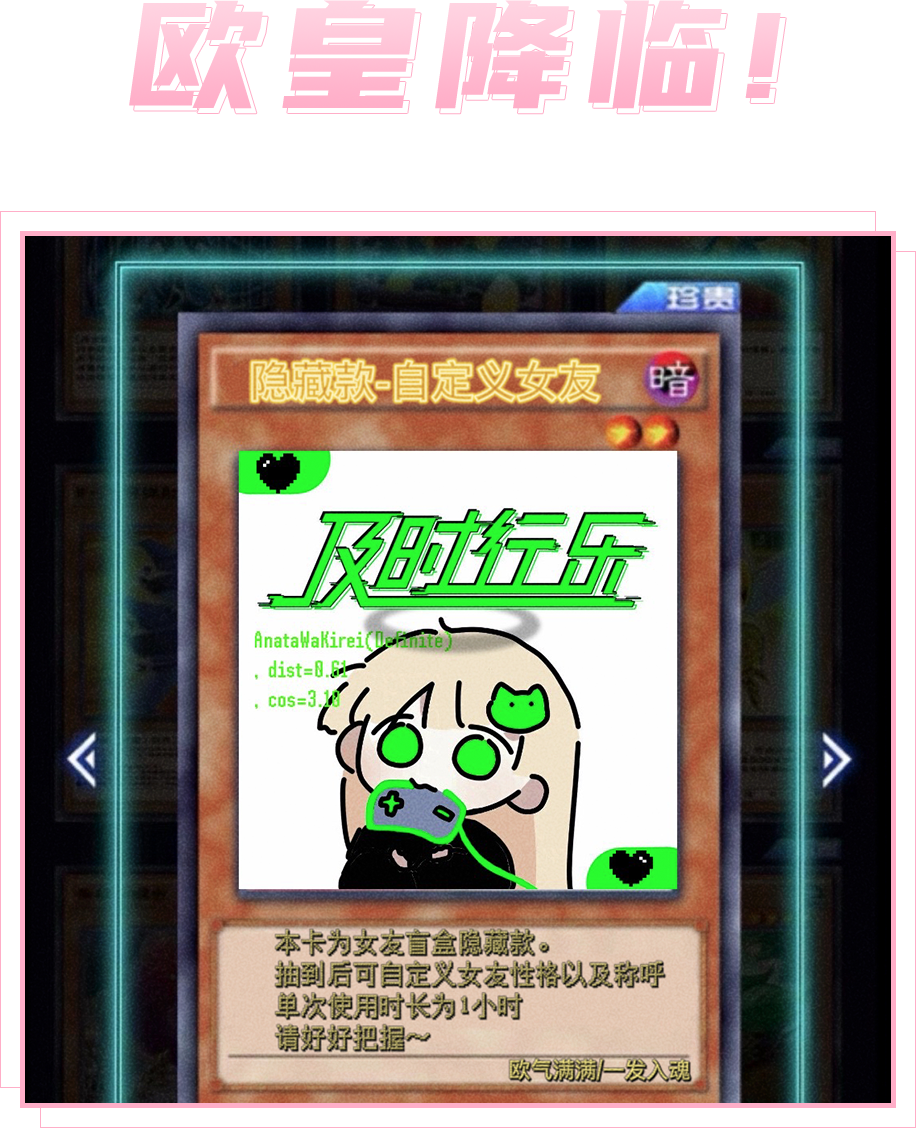 欧皇降临!
珍贵
隐藏款-自定义女友
暗
及时行乐
AnataWaKirei(Definite)
, dist=0.61
, cos=3.10
本卡为女友盲盒隐藏款。
抽到后可自定义女友性格以及称呼
单次使用时长为1小时
请好好把握～
欧气满满/一发入魂